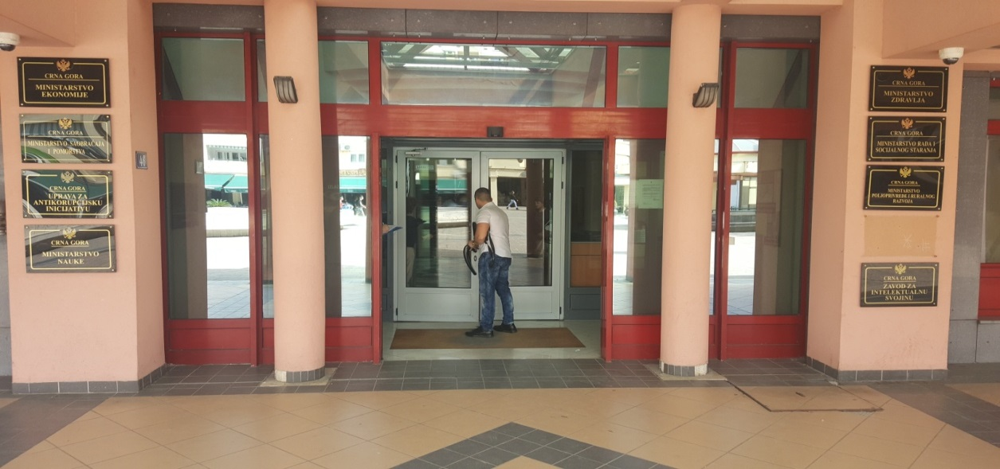 CRNA GORA
MINISTARSTVO
EKONOMIJE
CRNA GORA
MINISTARSTVO SAOBRAĆAJA
I POMORSTVA
CRNA GORA
UPRAVA ZA
ANTIKORUPCIJSKU
INICIJATIVU
CRNA GORA
MINISTARSTVO
NAUKE
CRNA GORA
MINISTARSTVO
ZDRAVLJA
CRNA GORA
MINISTARSTVO RADA I
SOCIJALNOG STARANJA
CRNA GORA
MINISTARSTVO
POLJOPRIVREDE I RURALNOG
RAZVOJA
CRNA GORA
ZAVOD ZA
INTELEKTUALNU
SVOJINU